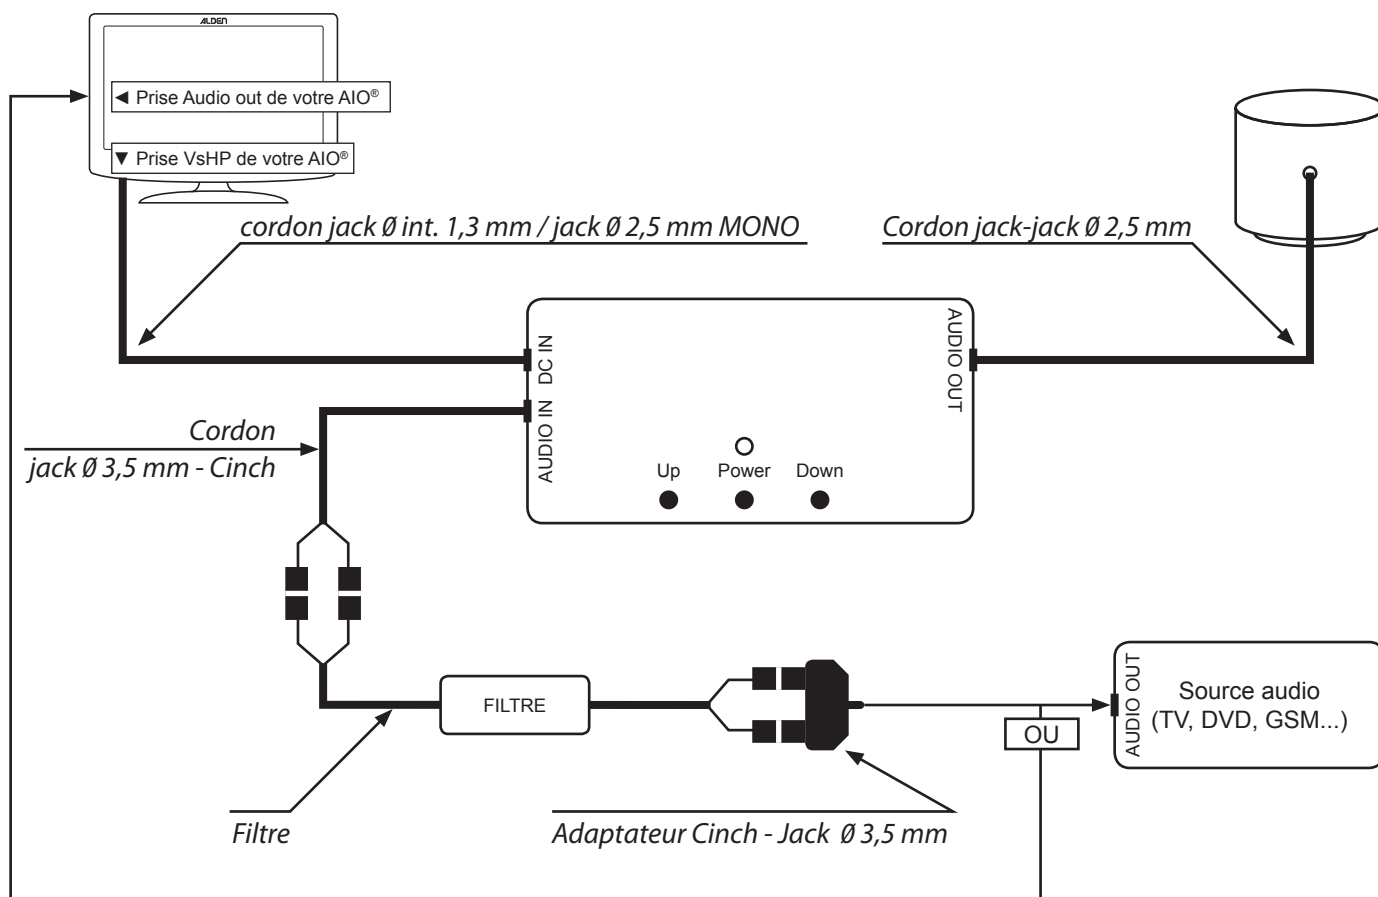 ALDEN
◄ Prise Audio out de votre AIO®
▼ Prise VsHP de votre AIO®
cordon jack Ø int. 1,3 mm / jack Ø 2,5 mm MONO
Cordon jack-jack Ø 2,5 mm
DC IN
AUDIO OUT
AUDIO IN
Cordon
jack Ø 3,5 mm - Cinch
Up
Power
Down
FILTRE
AUDIO OUT
Source audio
(TV, DVD, GSM...)
OU
Filtre
Adaptateur Cinch - Jack Ø 3,5 mm